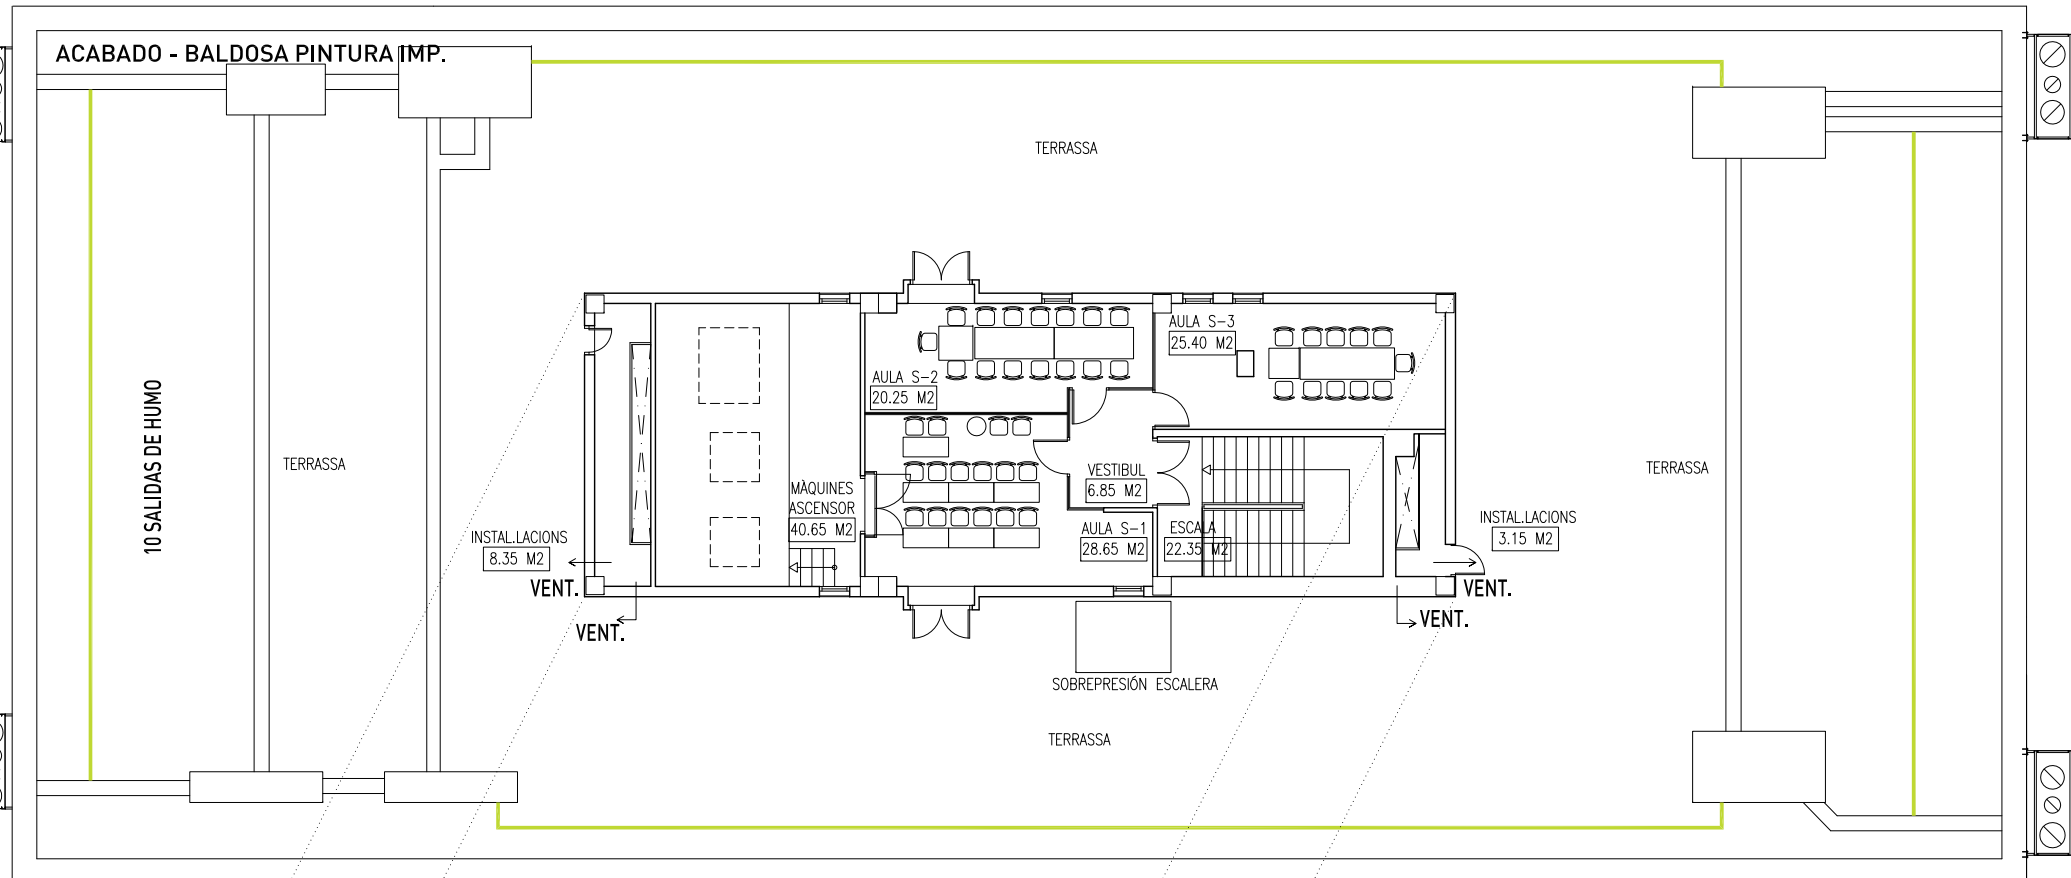 ACABADO - BALDOSA PINTURA IMP.
TERRASSA
10 SALIDAS DE HUMO
TERRASSA
AULA S-3
25.40 M2
AULA S-2
20.25 M2
TERRASSA
VESTIBUL
6.85 M2
MÀQUINES
ASCENSOR
40.65 M2
AULA S-1
28.65 M2
ESCALA
22.35 M2
INSTAL.LACIONS
8.35 M2
INSTAL.LACIONS
3.15 M2
VENT.
VENT.
VENT.
VENT.
SOBREPRESIÓN ESCALERA
TERRASSA